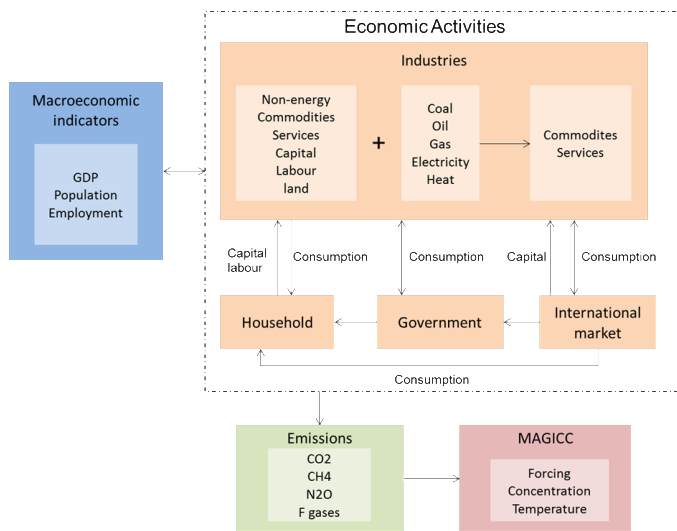 Economic Activities
Industries
Macroeconomic
indicators
GDP
Population
Employment
Non-energy
Commodities
Services
Capital
Labour
land
+
Coal
Oil
Gas
Electricity
Heat
Commodites
Services
Capital
labour
Consumption
Consumption
Capital
Consumption
Household
Government
International
market
Consumption
Emissions
CO2
CH4
N2O
F gases
MAGICC
Forcing
Concentration
Temperature